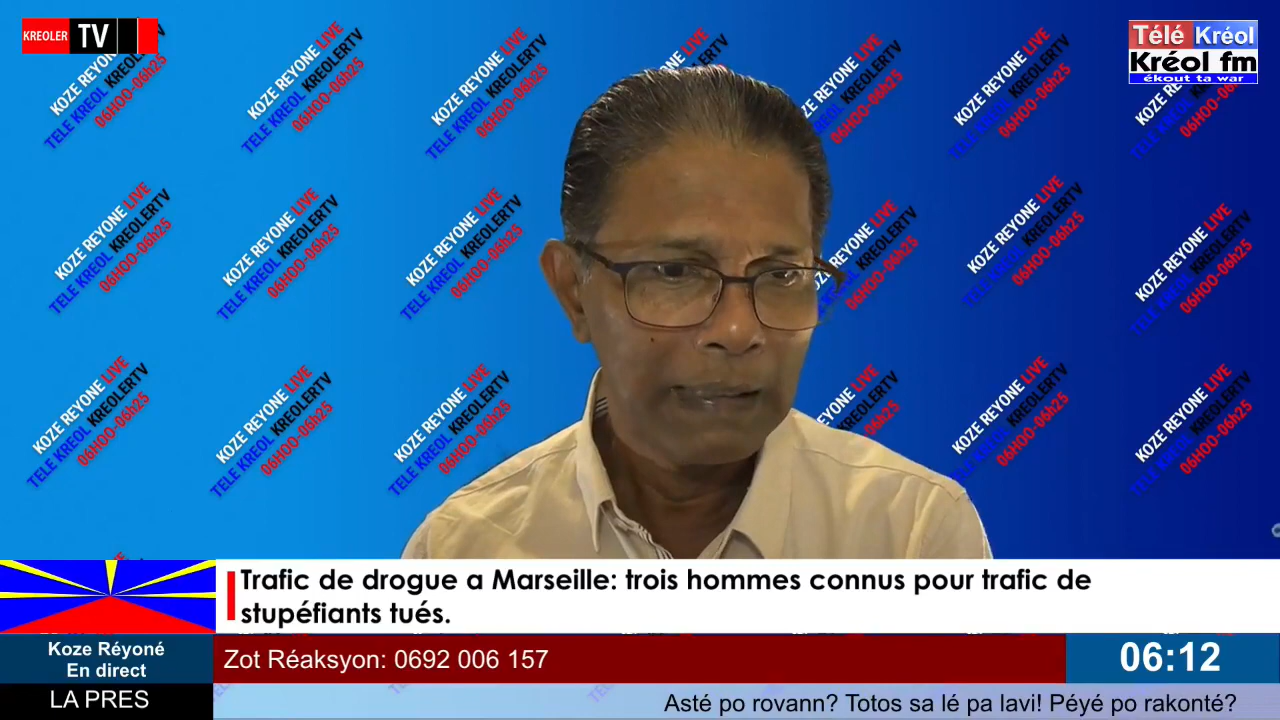 KREOLER TV
Télé Kréol
Kréol fm
ékout ta war
KOZE REYONE LIVE
TELE KREOL KREOLERTV
06HOO-06h25
Trafic de drogue a Marseille: trois hommes connus pour trafic de
stupéfiants tués.
Koze Réyoné
En direct
Zot Réaksyon: 0692 006 157
06:12
LA PRES
Asté po rovann? Totos sa lé pa lavi! Péyé po rakonté?